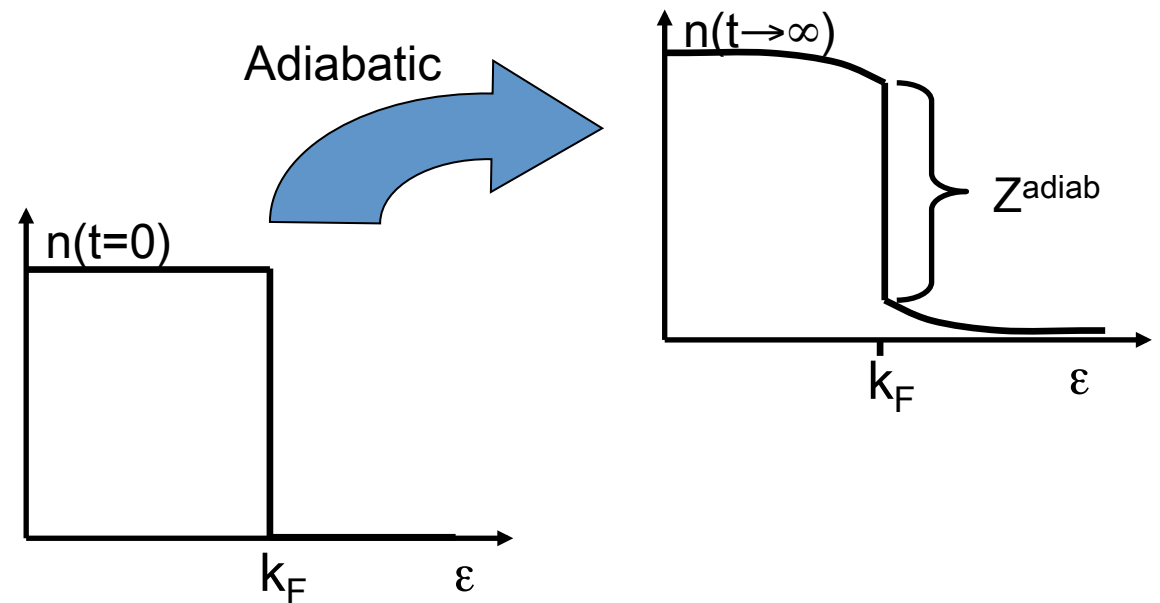 Adiabatic
n(t=0)
k_F
ε
n(t→∞)
Z^adiab
k_F
ε